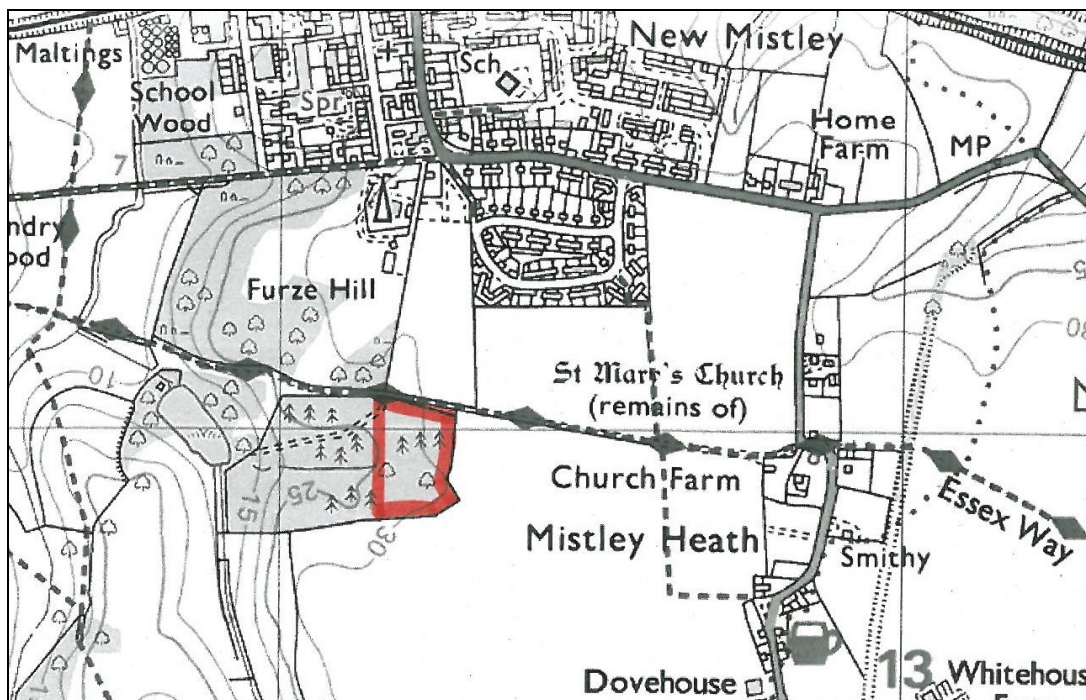 Maltings
New Mistley
Sch
School
Wood
Spr
Home
Farm
MP
7
Furze Hill
10
St Mary's Church
(remains of)
Church Farm
15
25
30
Essex Way
Mistley Heath
Smithy
13
Dovehouse